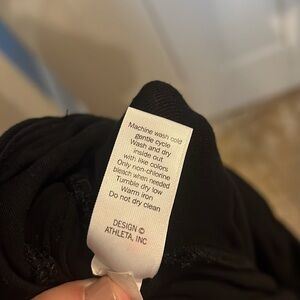 Machine wash cold
gentle cycle
Wash and dry
inside out
with like colors
Only non-chlorine
bleach when needed
Tumble dry low
Warm iron
Do not dry clean
DESIGN ©
ATHLETA, INC